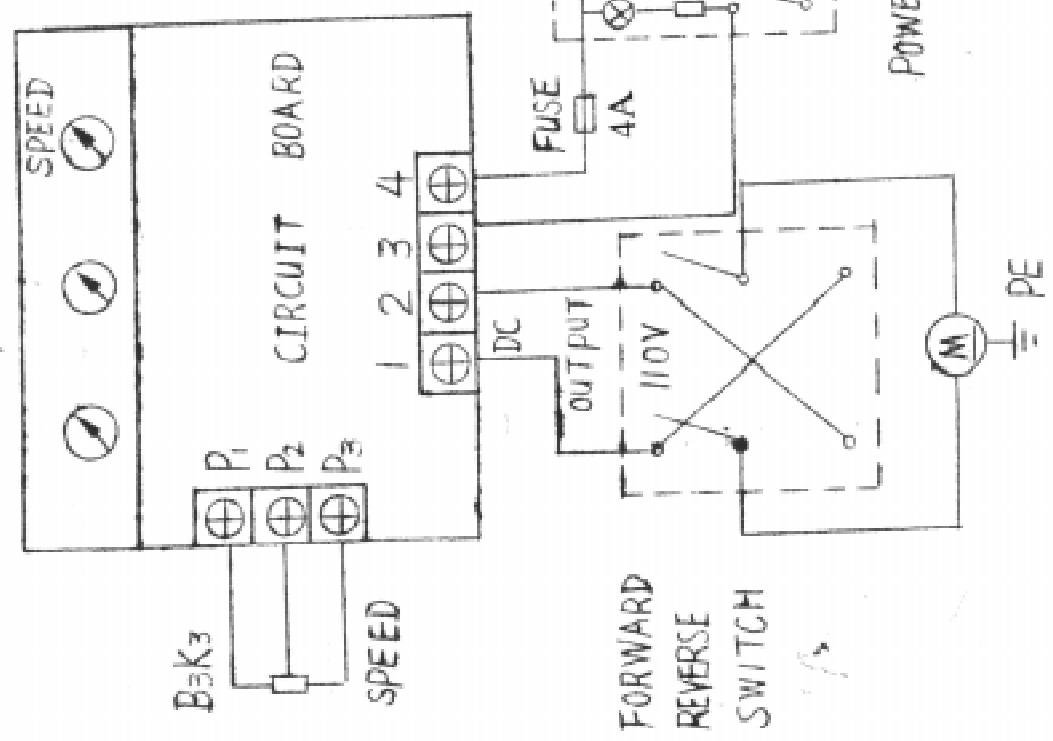 SPEED
CIRCUIT BOARD
FUSE
4A
4
3
2
1
DC
OUTPUT
110V
P1
P2
P3
B3K3
SPEED
FORWARD
REVERSE
SWITCH
M
PE
POWE